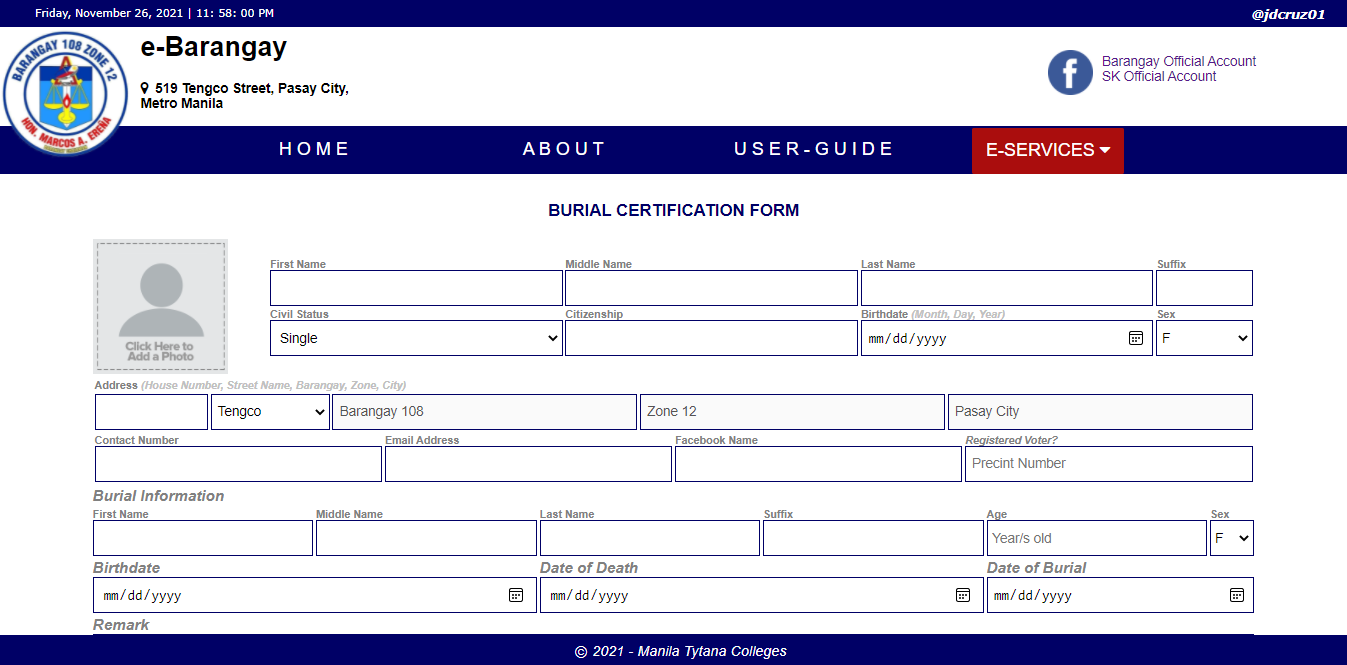 Friday, November 26, 2021 | 11: 58: 00 PM
@jdcruz01
BARANGAY 108 ZONE 12
HON. MARCOS A. EREÑA
e-Barangay
519 Tengco Street, Pasay City,
Metro Manila
Barangay Official Account
SK Official Account
HOME ABOUT USER-GUIDE E-SERVICES
BURIAL CERTIFICATION FORM
Click Here to
Add a Photo
First Name Middle Name Last Name Suffix
Civil Status Citizenship Birthdate (Month, Day, Year) Sex
Single mm/dd/yyyy F
Address (House Number, Street Name, Barangay, Zone, City)
Tengco Barangay 108 Zone 12 Pasay City
Contact Number Email Address Facebook Name Registered Voter?
Precint Number
Burial Information
First Name Middle Name Last Name Suffix Age Sex
Year/s old F
Birthdate Date of Death Date of Burial
mm/dd/yyyy mm/dd/yyyy mm/dd/yyyy
Remark
© 2021 - Manila Tytana Colleges